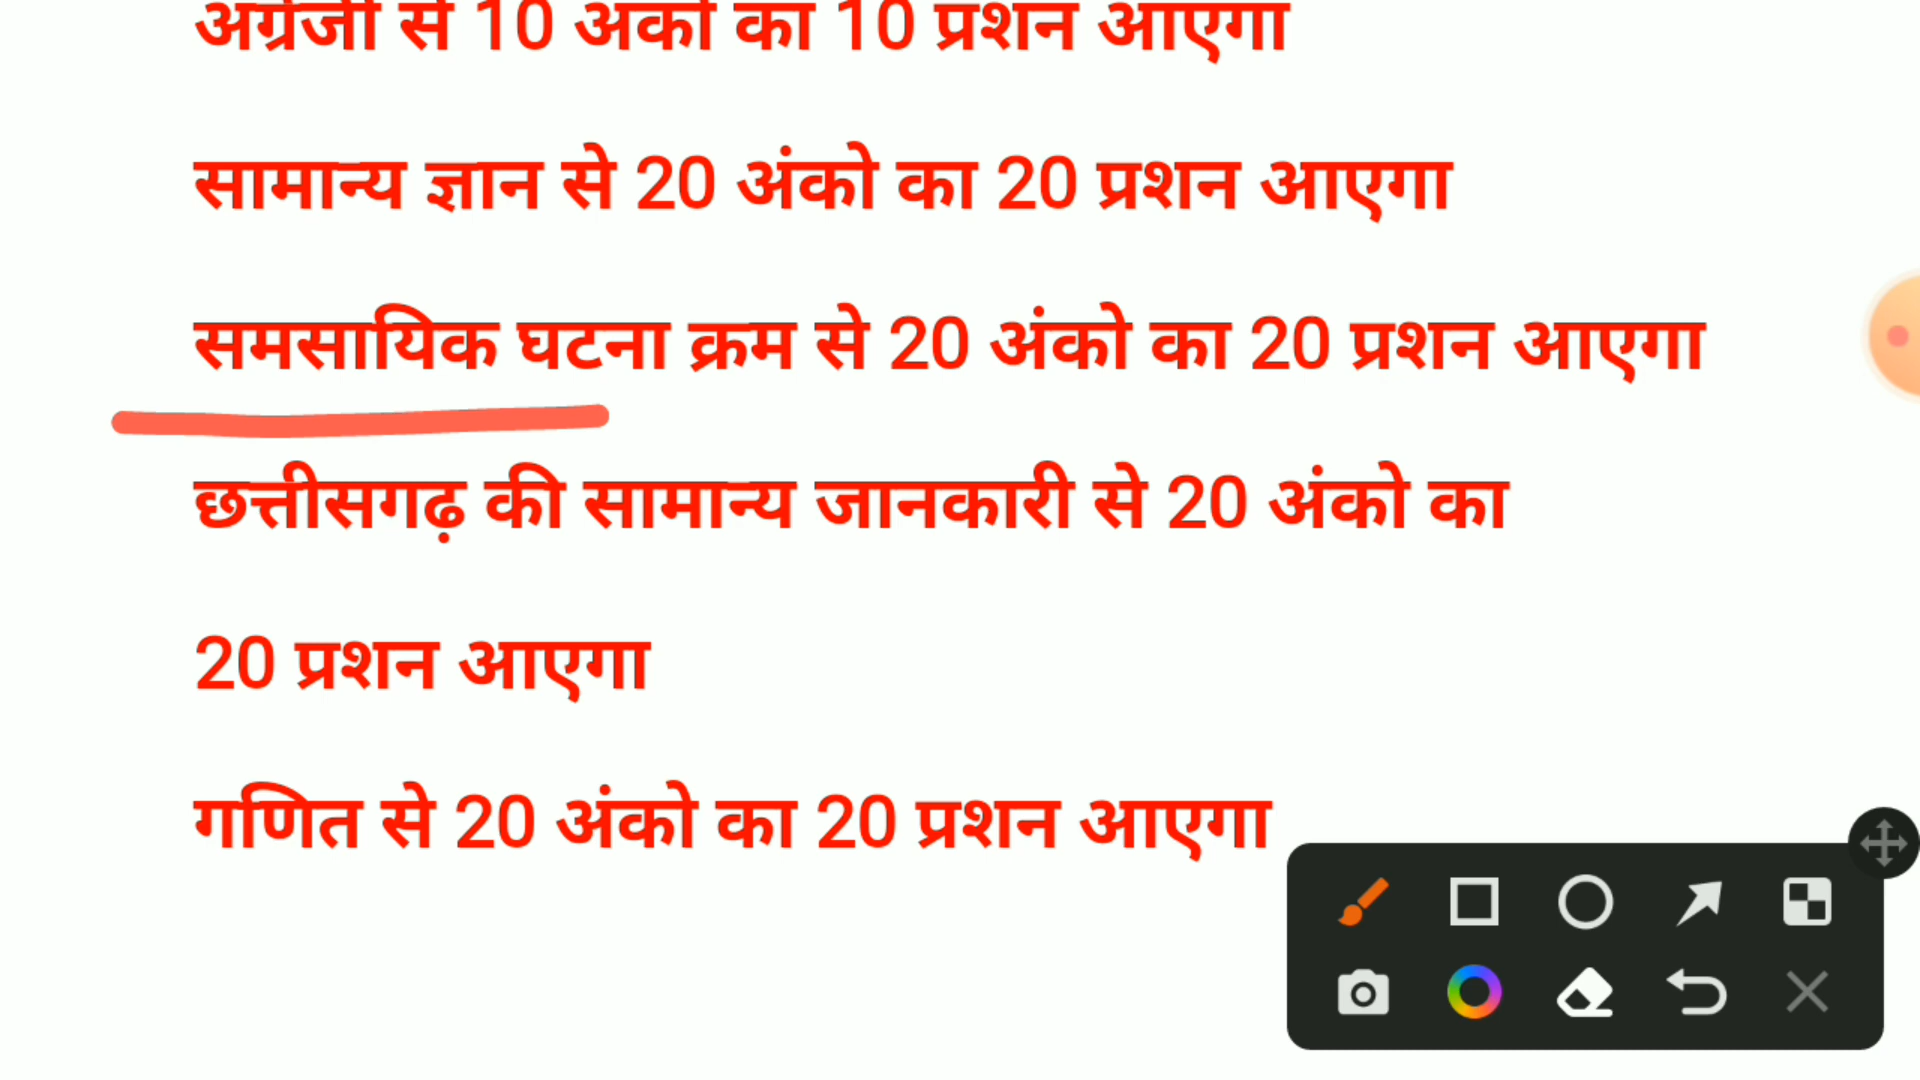 अंग्रेजी से 10 अंको का 10 प्रशन आएगा
सामान्य ज्ञान से 20 अंको का 20 प्रशन आएगा
समसायिक घटना क्रम से 20 अंको का 20 प्रशन आएगा
छत्तीसगढ़ की सामान्य जानकारी से 20 अंको का
20 प्रशन आएगा
गणित से 20 अंको का 20 प्रशन आएगा